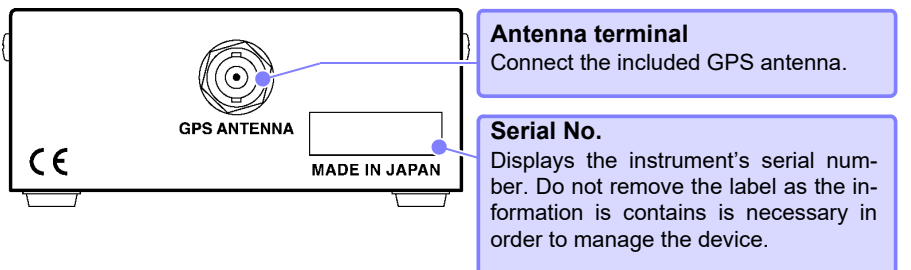 Antenna terminal
Connect the included GPS antenna.
GPS ANTENNA
Serial No.
Displays the instrument's serial num-
ber. Do not remove the label as the in-
formation is contains is necessary in
order to manage the device.
CE
MADE IN JAPAN